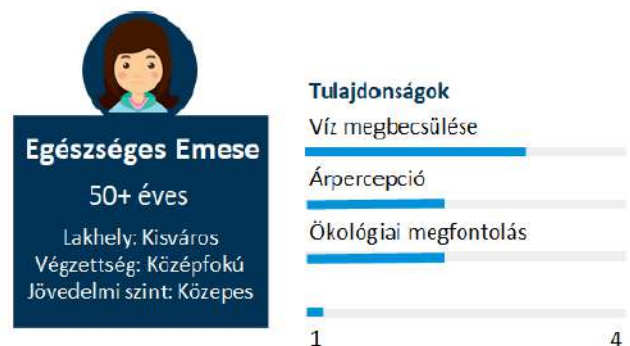 Egészséges Emese
50+ éves
Lakhely: Kisváros
Végzettség: Középfokú
Jövedelmi szint: Közepes
Tulajdonságok
Víz megbecsülése
Árpercepció
Ökológiai megfontolás
1 4